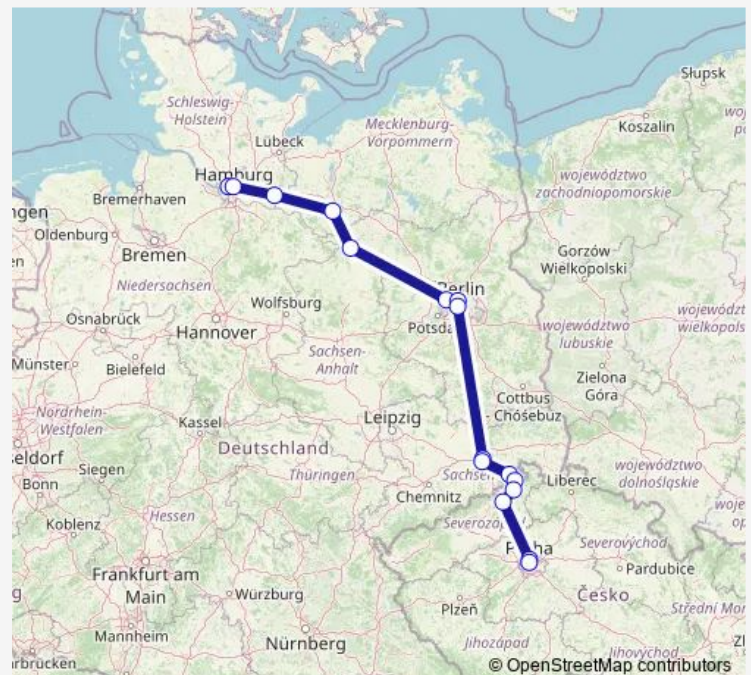 Słupsk
Schleswig-
Holstein
Koszalin
Mecklenburg-
Vorpommern
Lübeck
Hamburg
województwo
zachodniopomorskie
Bremerhaven
Oldenburg
Bremen
Gorzów
Wielkopolski
Niedersachsen
Berlin
Wolfsburg
Osnabrück
Hannover
Potsda
województwo
lubuskie
Münster
Bielefeld
Sachsen-
Anhalt
Zielona
Góra
Cottbus
- Chóśebuz
Nordrhein-
Westfalen
Kassel
Leipzig
Deutschland
Siegen
Bonn
Thüringen
Sachsen
Liberec
województwo
dolnośląskie
Chemnitz
Koblenz
Hessen
Praha
Severovýchod
Pardubice
Frankfurt am
Main
Würzburg
Plzeň
Česko
Mannheim
Nürnberg
Jihozápad
Jihovýchod
© OpenStreetMap contributors